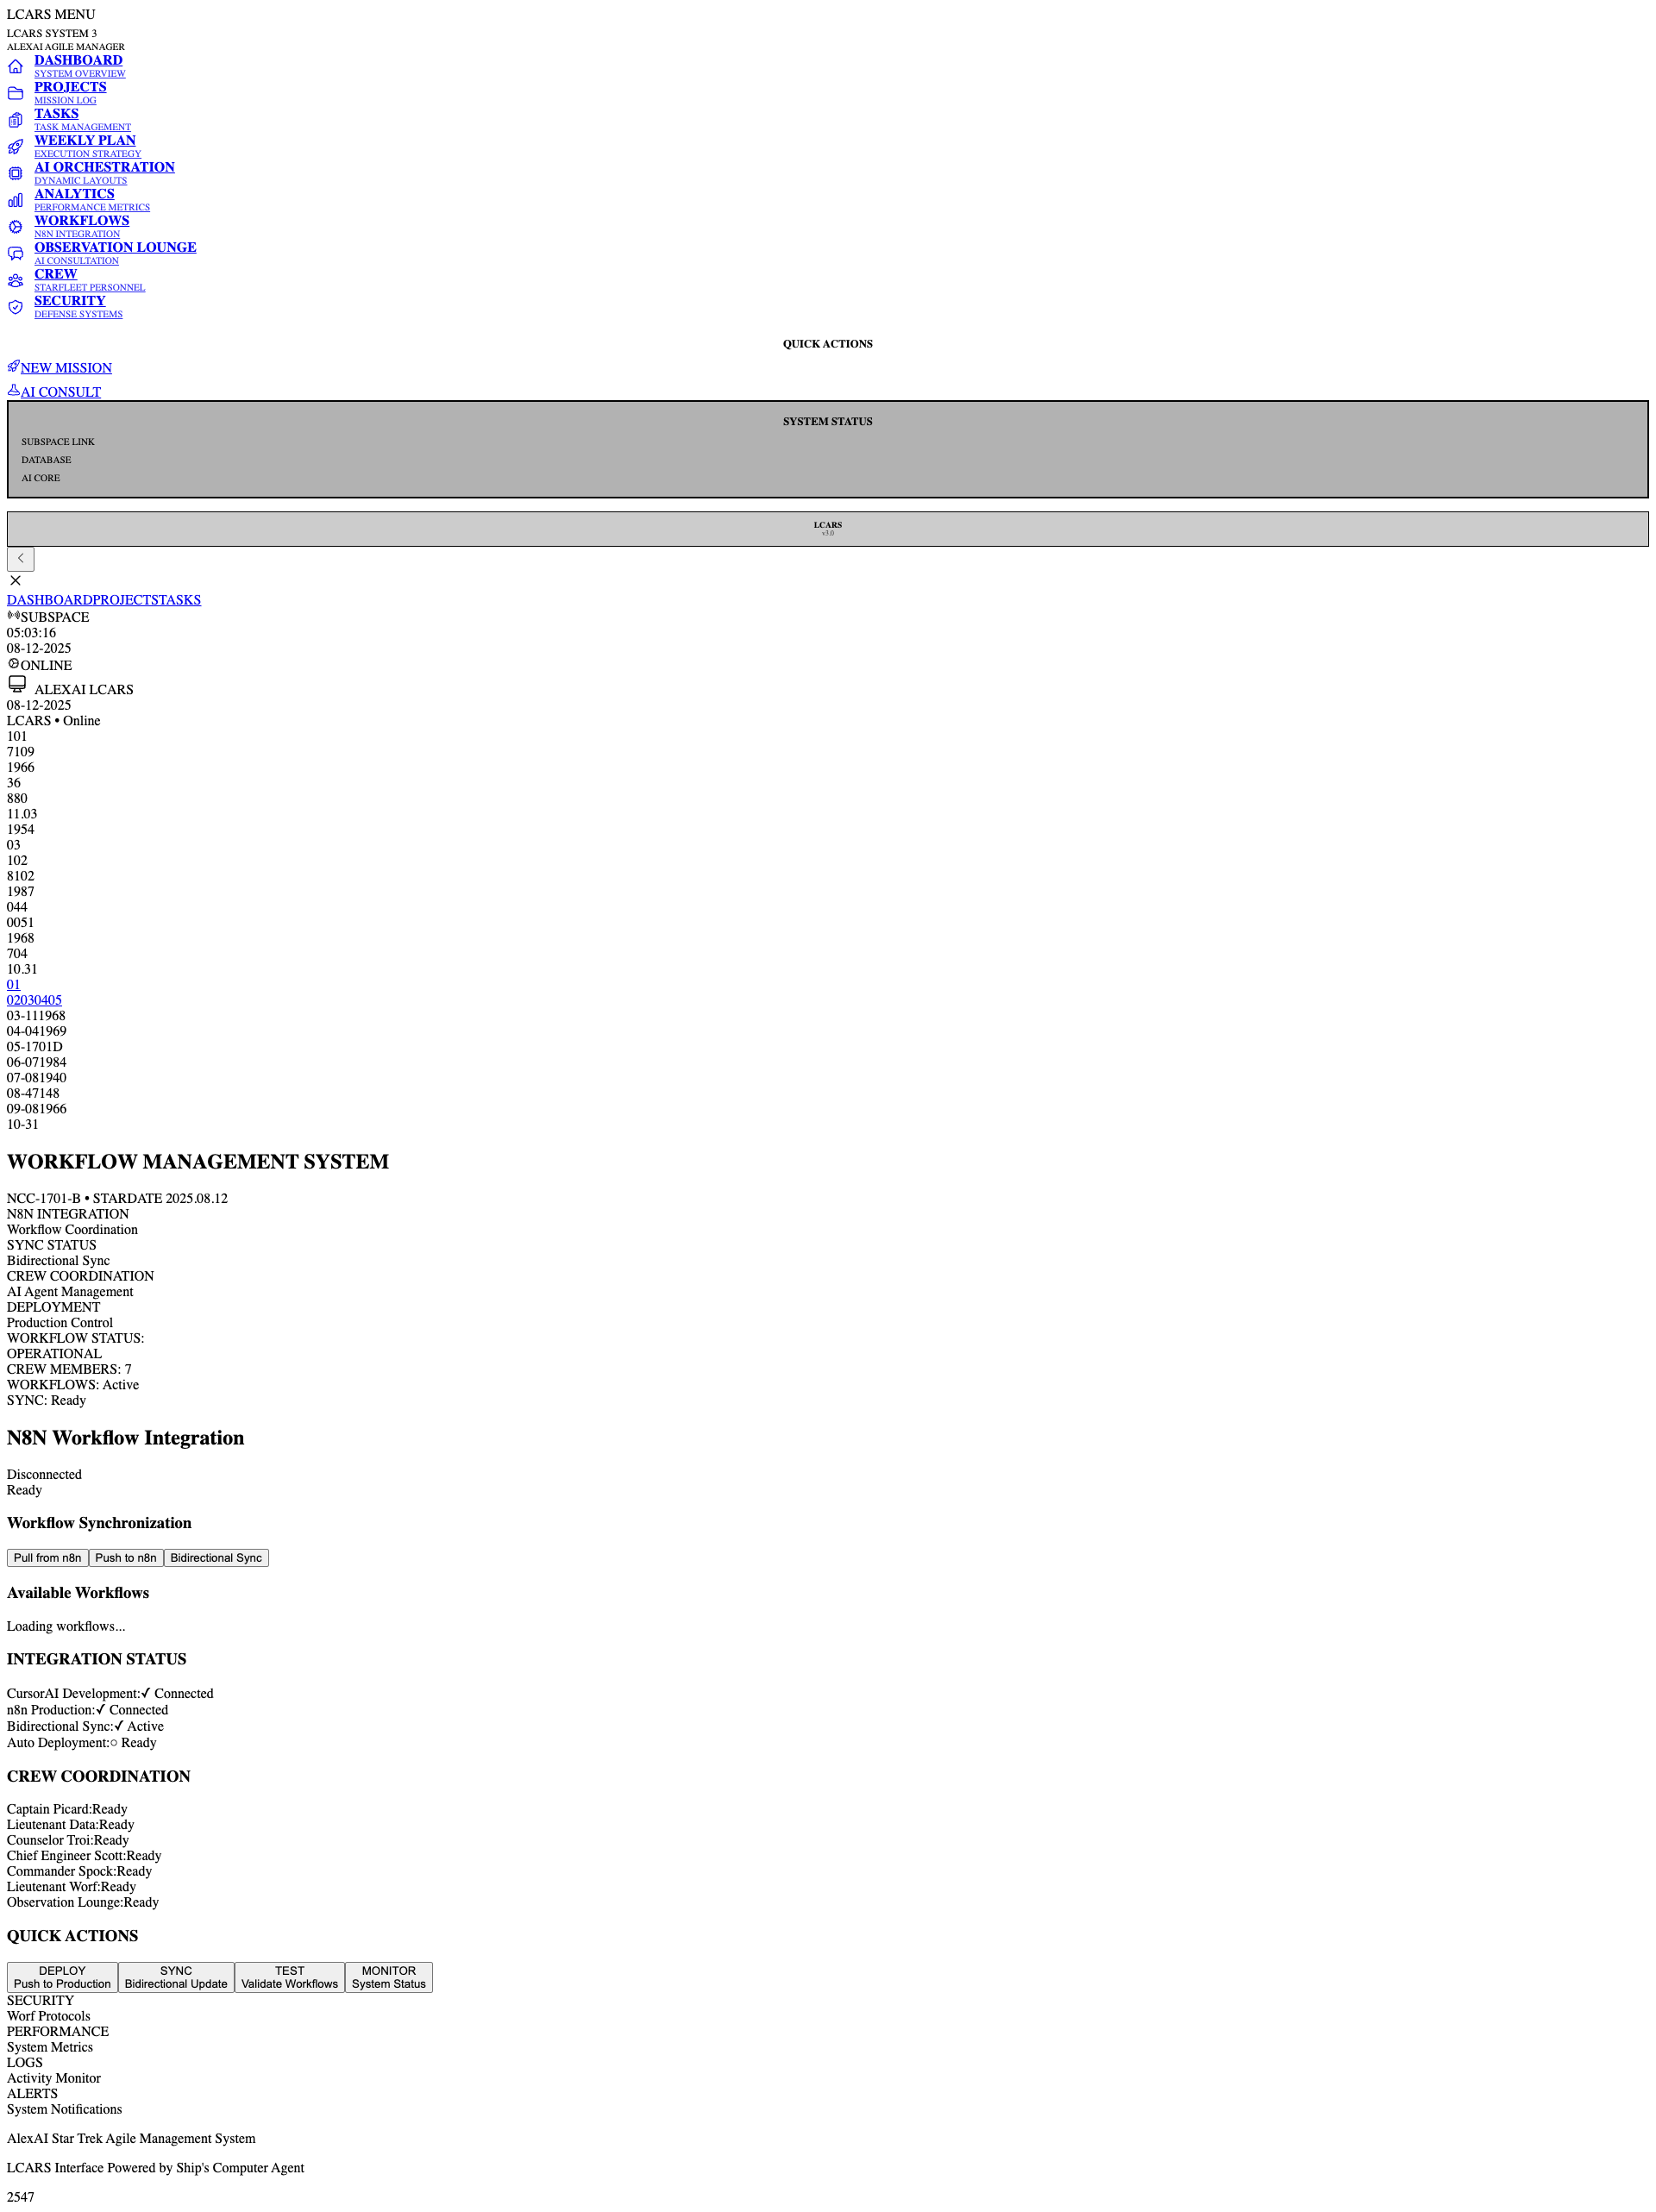 LCARS MENU
LCARS SYSTEM 3
ALEXAI AGILE MANAGER
DASHBOARD
SYSTEM OVERVIEW
PROJECTS
MISSION LOG
TASKS
TASK MANAGEMENT
WEEKLY PLAN
EXECUTION STRATEGY
AI ORCHESTRATION
DYNAMIC LAYOUTS
ANALYTICS
PERFORMANCE METRICS
WORKFLOWS
N8N INTEGRATION
OBSERVATION LOUNGE
AI CONSULTATION
CREW
STARFLEET PERSONNEL
SECURITY
DEFENSE SYSTEMS
QUICK ACTIONS
NEW MISSION
AI CONSULT
SYSTEM STATUS
SUBSPACE LINK
DATABASE
AI CORE
LCARS
v3.0
DASHBOARDPROJECTSTASKS
SUBSPACE
05:03:16
08-12-2025
ONLINE
ALEXAI LCARS
08-12-2025
LCARS • Online
101
7109
1966
36
880
11.03
1954
03
102
8102
1987
044
0051
1968
704
10.31
01
02030405
03-111968
04-041969
05-1701D
06-071984
07-081940
08-47148
09-081966
10-31
WORKFLOW MANAGEMENT SYSTEM
NCC-1701-B • STARDATE 2025.08.12
N8N INTEGRATION
Workflow Coordination
SYNC STATUS
Bidirectional Sync
CREW COORDINATION
AI Agent Management
DEPLOYMENT
Production Control
WORKFLOW STATUS:
OPERATIONAL
CREW MEMBERS: 7
WORKFLOWS: Active
SYNC: Ready
N8N Workflow Integration
Disconnected
Ready
Workflow Synchronization
Pull from n8n Push to n8n Bidirectional Sync
Available Workflows
Loading workflows...
INTEGRATION STATUS
CursorAI Development:✓ Connected
n8n Production:✓ Connected
Bidirectional Sync:✓ Active
Auto Deployment:○ Ready
CREW COORDINATION
Captain Picard:Ready
Lieutenant Data:Ready
Counselor Troi:Ready
Chief Engineer Scott:Ready
Commander Spock:Ready
Lieutenant Worf:Ready
Observation Lounge:Ready
QUICK ACTIONS
DEPLOY SYNC TEST MONITOR
Push to Production Bidirectional Update Validate Workflows System Status
SECURITY
Worf Protocols
PERFORMANCE
System Metrics
LOGS
Activity Monitor
ALERTS
System Notifications
AlexAI Star Trek Agile Management System
LCARS Interface Powered by Ship's Computer Agent
2547